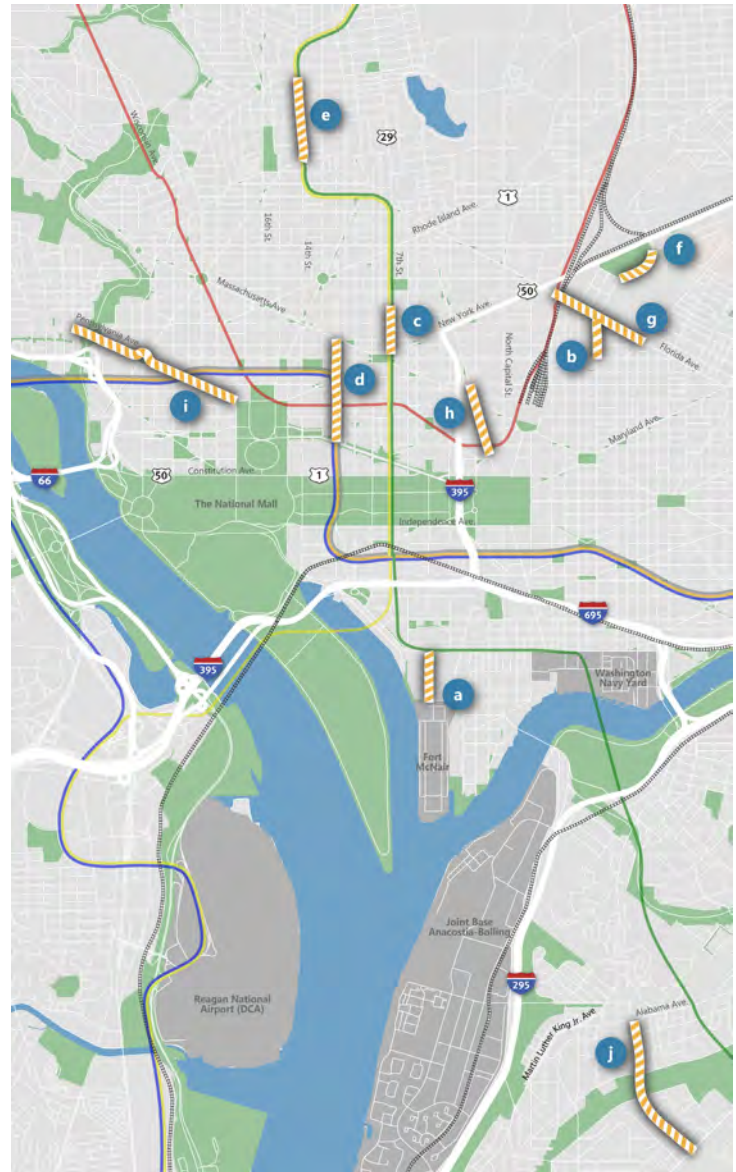 e
29
Wisconsin Ave.
1
Rhode Island Ave.
16th St.
14th St.
7th St.
f
50
Massachusetts Ave.
c
New York Ave.
g
Pennsylvania Ave.
North Capital St.
b
Florida Ave.
d
i
h
Maryland Ave.
66
50
Constitution Ave.
1
395
The National Mall
Independence Ave.
695
395
Washington
Navy Yard
a
Fort
McNair
Joint Base
Anacostia-Bolling
295
Reagan National
Airport (DCA)
Alabama Ave.
Martin Luther King Jr. Ave
j